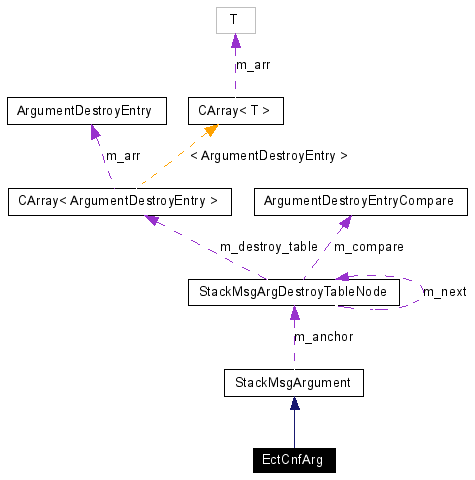 T
m_arr
ArgumentDestroyEntry
CArray< T >
m_arr
< ArgumentDestroyEntry >
CArray< ArgumentDestroyEntry >
ArgumentDestroyEntryCompare
m_destroy_table
m_compare
StackMsgArgDestroyTableNode
m_next
m_anchor
StackMsgArgument
EctCnfArg